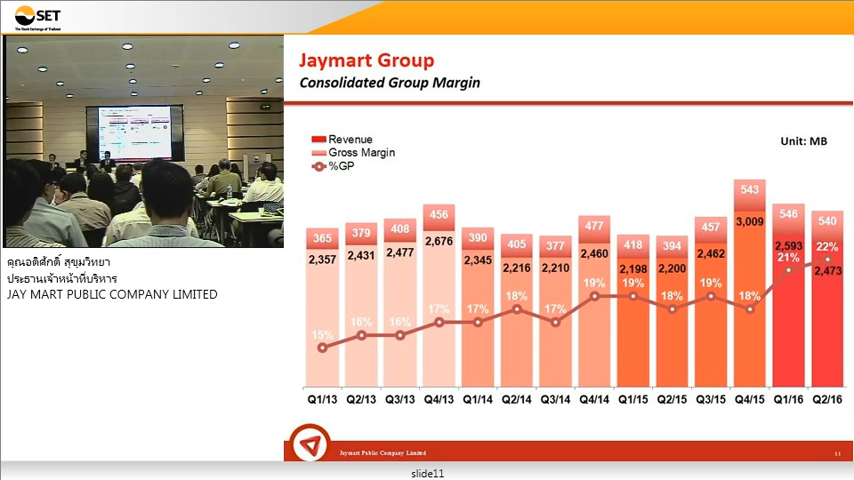 SET
The Stock Exchange of Thailand
คุณอดิศักดิ์ สุขุมวิทยา
ประธานเจ้าหน้าที่บริหาร
JAY MART PUBLIC COMPANY LIMITED
Jaymart Group
Consolidated Group Margin
Revenue
Gross Margin
%GP
Unit: MB
365 379 408 456 390 405 377 477 418 394 457 543 546 540
2,357 2,431 2,477 2,676 2,345 2,216 2,210 2,460 2,198 2,200 2,462 3,009 2,593 2,473
15% 16% 16% 17% 17% 18% 17% 19% 19% 18% 19% 18% 21% 22%
Q1/13 Q2/13 Q3/13 Q4/13 Q1/14 Q2/14 Q3/14 Q4/14 Q1/15 Q2/15 Q3/15 Q4/15 Q1/16 Q2/16
Jaymart Public Company Limited
11
slide11